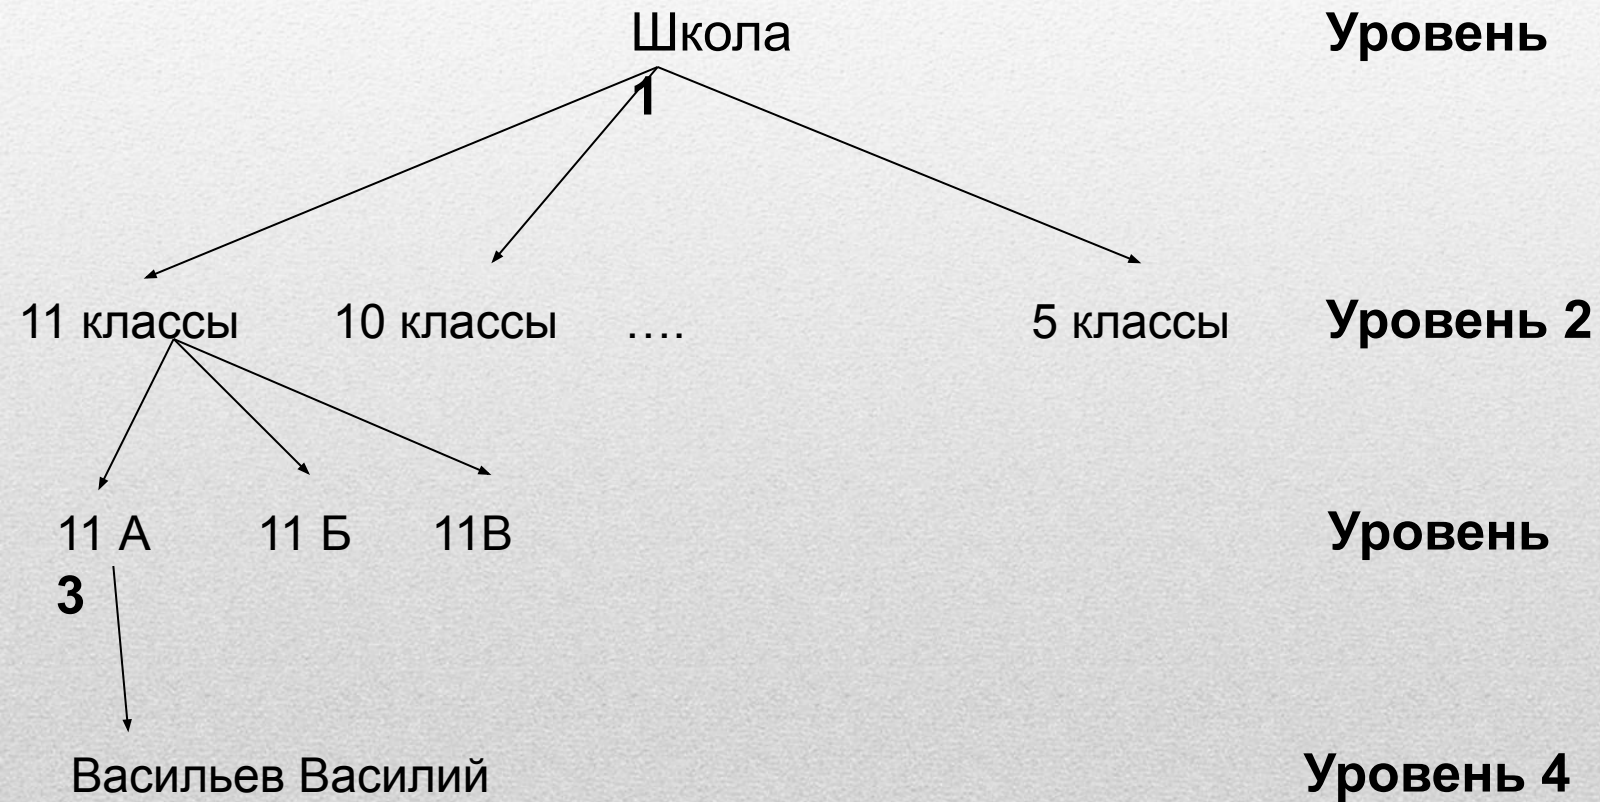 Школа Уровень
1
11 классы 10 классы …. 5 классы Уровень 2
11 А 11 Б 11В Уровень
3
Васильев Василий Уровень 4